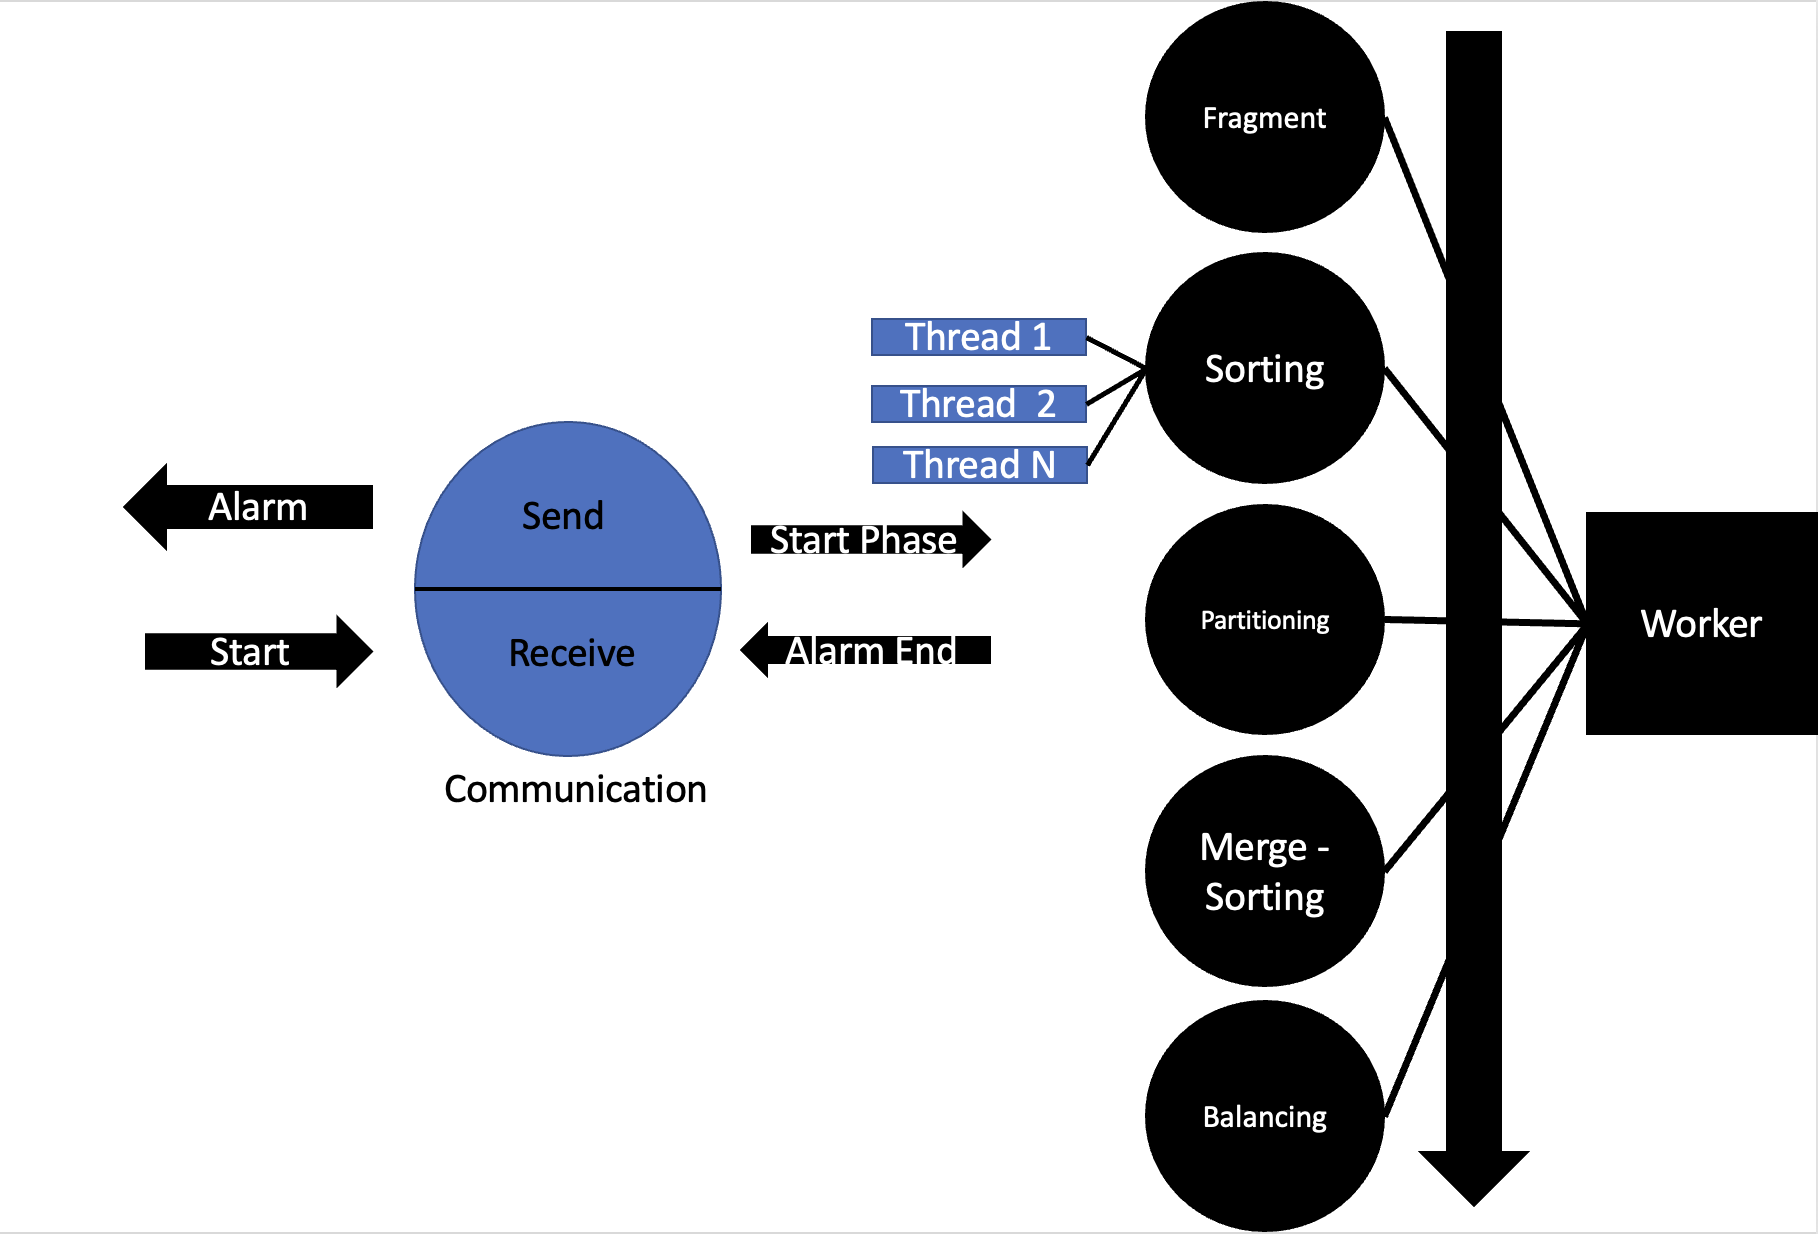 Fragment
Thread 1
Thread  2
Thread N
Sorting
Alarm
Send
Start Phase
Start
Receive
Alarm End
Communication
Partitioning
Worker
Merge -
Sorting
Balancing